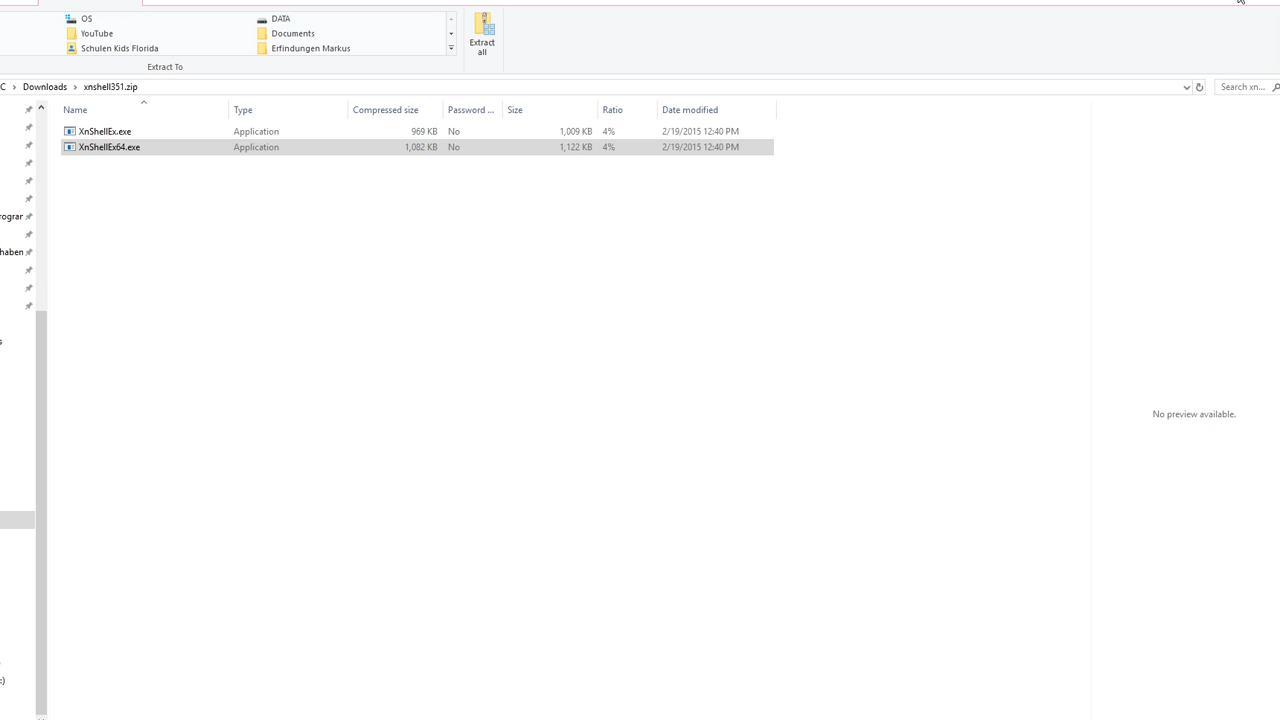 OS
DATA
YouTube
Documents
Schulen Kids Florida
Erfindungen Markus
Extract all
Extract To
C > Downloads > xnshell351.zip
Search xn...
Name Type Compressed size Password ... Size Ratio Date modified
XnShellEx.exe Application 969 KB No 1,009 KB 4% 2/19/2015 12:40 PM
XnShellEx64.exe Application 1,082 KB No 1,122 KB 4% 2/19/2015 12:40 PM
rograr
haben
s
No preview available.
:)